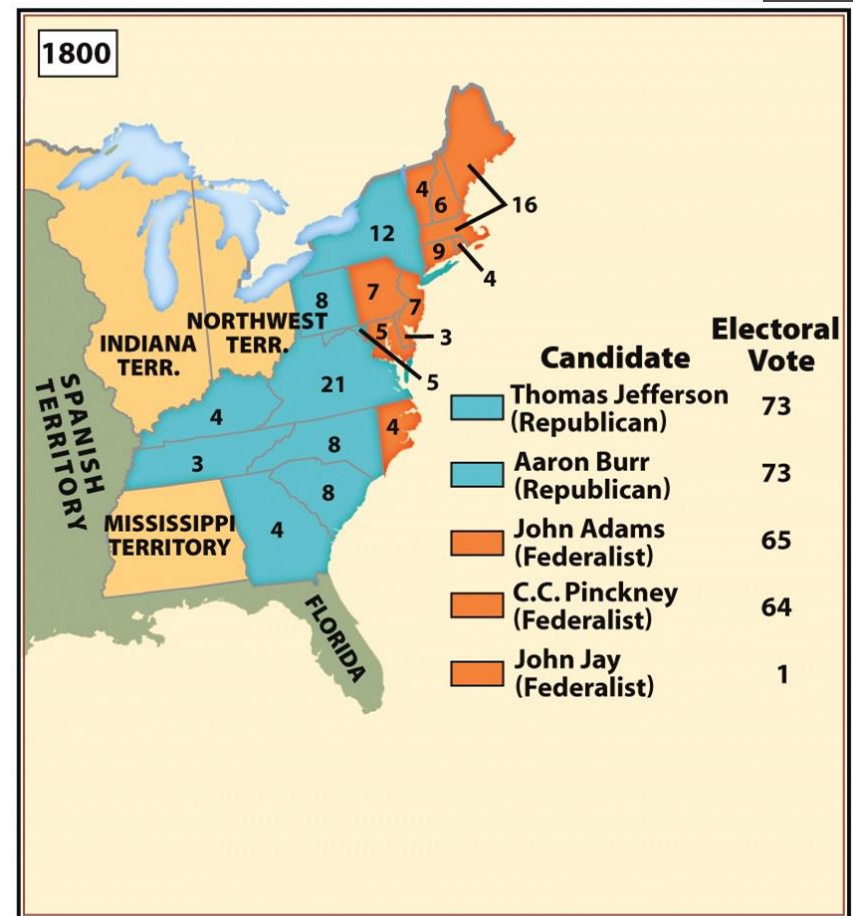 1800
4
6
16
12
9
4
8
7
7
NORTHWEST
TERR.
5
3
INDIANA
TERR.
5
21
SPANISH
TERRITORY
4
8
4
3
8
MISSISSIPPI
TERRITORY
4
FLORIDA
Candidate
Electoral
Vote
Thomas Jefferson
(Republican)
73
Aaron Burr
(Republican)
73
John Adams
(Federalist)
65
C.C. Pinckney
(Federalist)
64
John Jay
(Federalist)
1